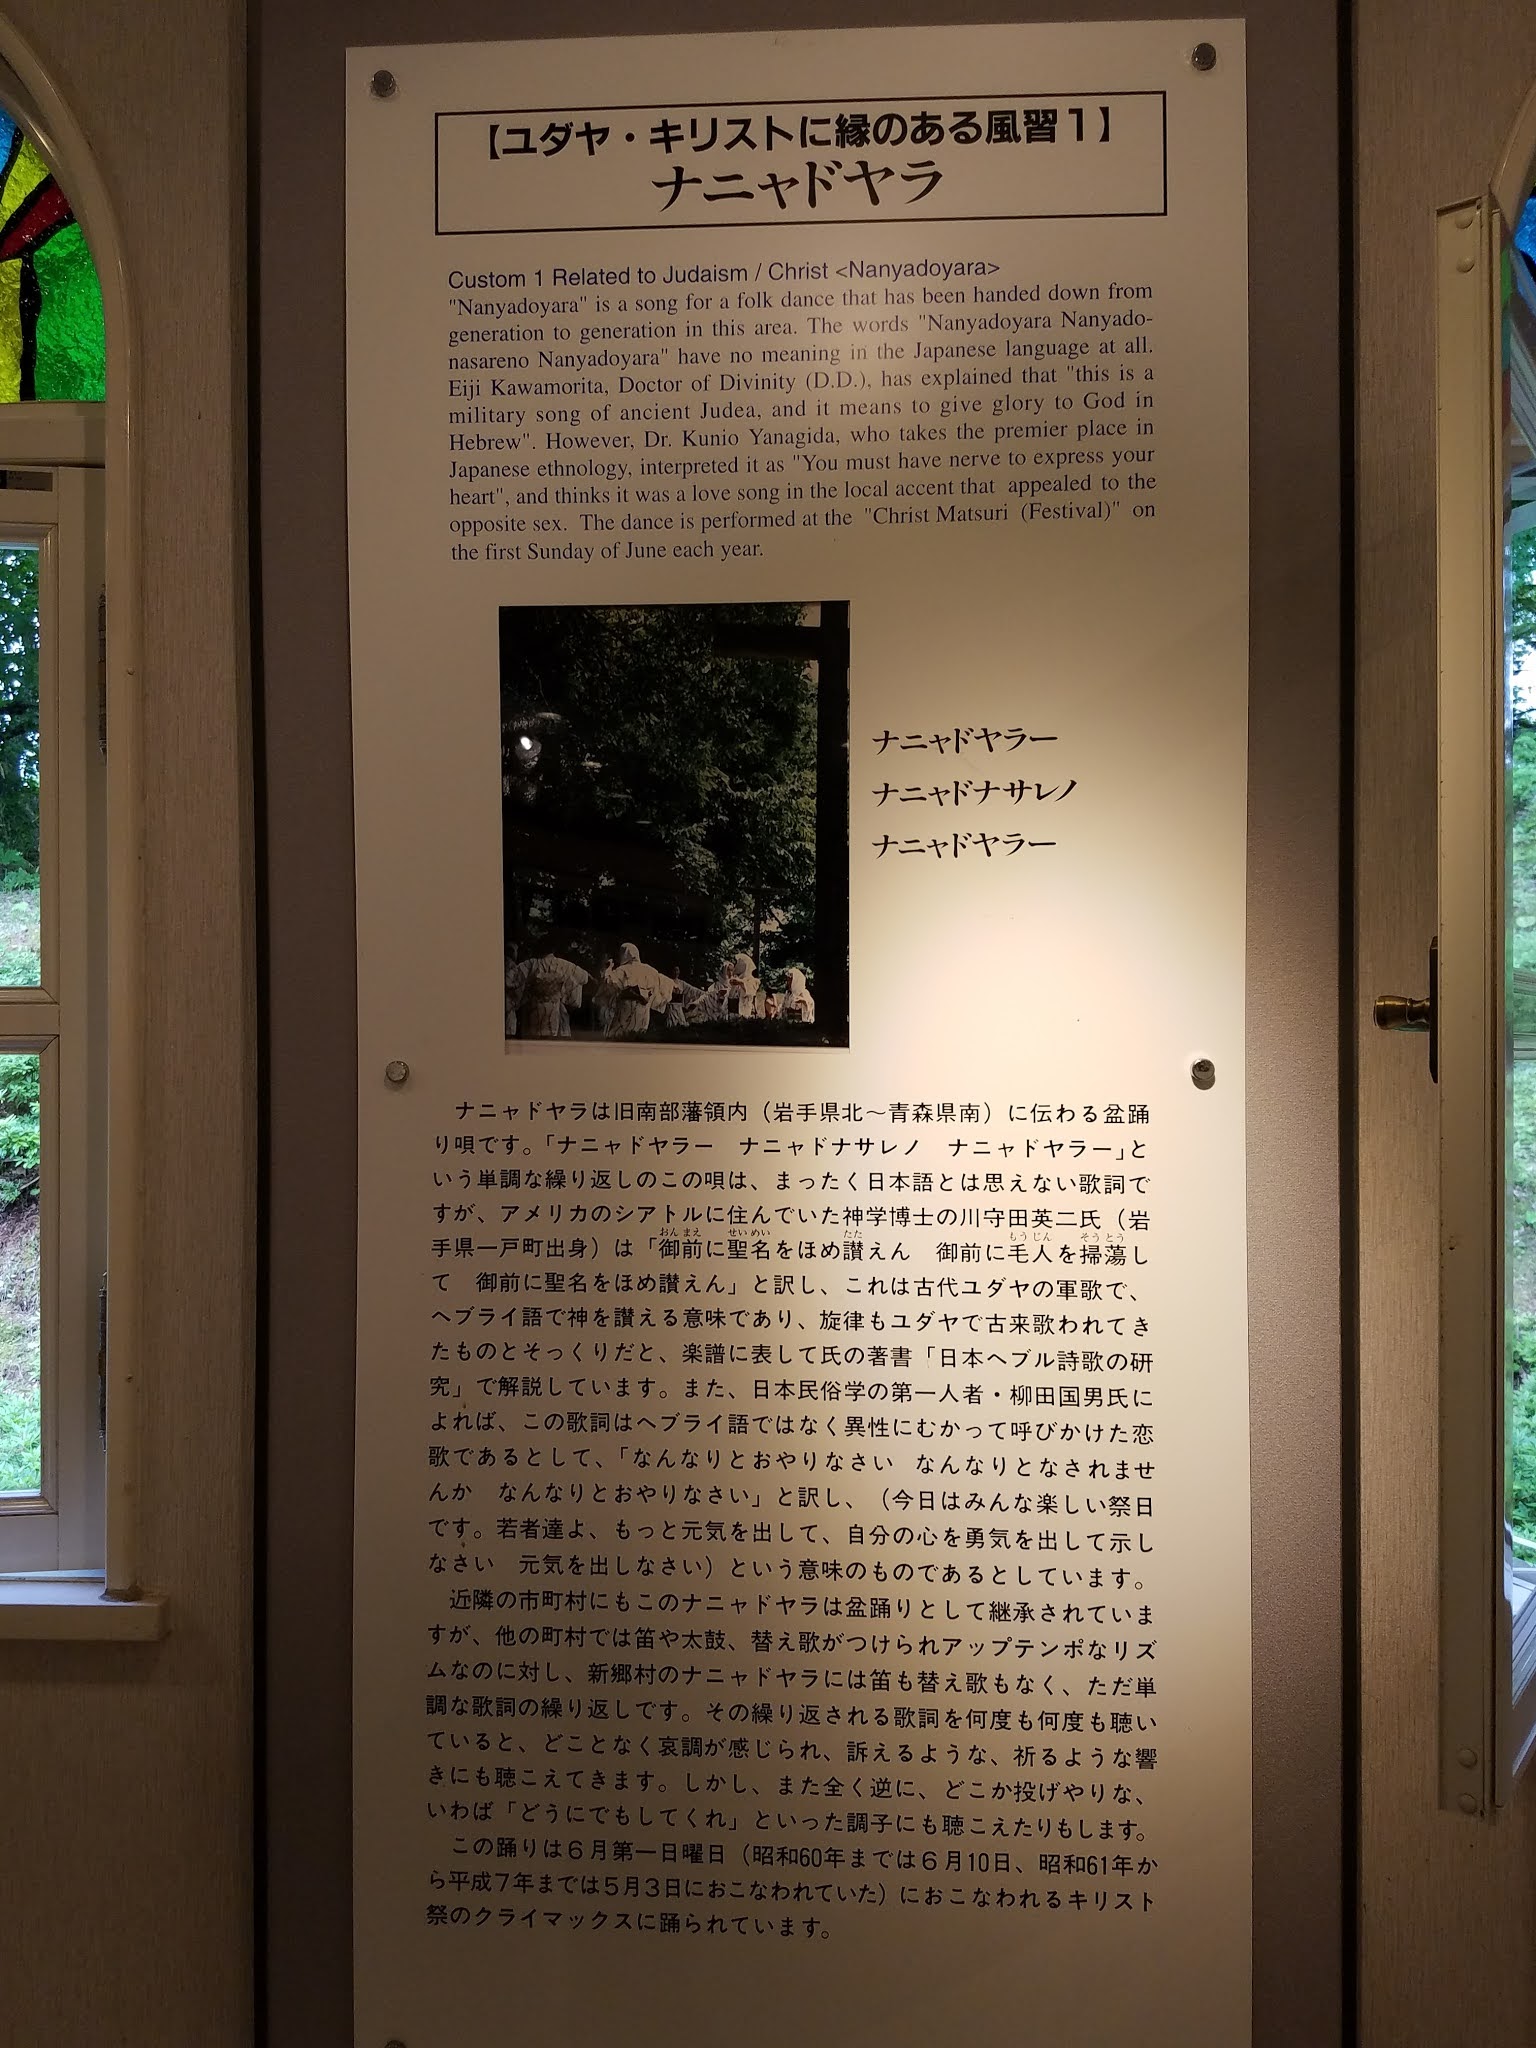 【ユダヤ・キリストに縁のある風習1】
ナニャドヤラ
Custom 1 Related to Judaism / Christ <Nanyadoyara>
"Nanyadoyara" is a song for a folk dance that has been handed down from
generation to generation in this area. The words "Nanyadoyara Nanyado-
nasareno Nanyadoyara" have no meaning in the Japanese language at all.
Eiji Kawamorita, Doctor of Divinity (D.D.), has explained that "this is a
military song of ancient Judea, and it means to give glory to God in
Hebrew". However, Dr. Kunio Yanagida, who takes the premier place in
Japanese ethnology, interpreted it as "You must have nerve to express your
heart", and thinks it was a love song in the local accent that appealed to the
opposite sex. The dance is performed at the "Christ Matsuri (Festival)" on
the first Sunday of June each year.
ナニャドヤラー
ナニャドナサレノ
ナニャドヤラー
ナニャドヤラは旧南部藩領内（岩手県北～青森県南）に伝わる盆踊
り唄です。「ナニャドヤラー　ナニャドナサレノ　ナニャドヤラー」と
いう単調な繰り返しのこの唄は、まったく日本語とは思えない歌詞で
すが、アメリカのシアトルに住んでいた神学博士の川守田英二氏（岩
手県一戸町出身）は「御前に聖名をほめ讃えん　御前に毛人を掃蕩し
て　御前に聖名をほめ讃えん」と訳し、これは古代ユダヤの軍歌で、
ヘブライ語で神を讃える意味であり、旋律もユダヤで古来歌われてき
たものとそっくりだと、楽譜に表して氏の著書「日本ヘブル詩歌の研
究」で解説しています。また、日本民俗学の第一人者・柳田国男氏に
よれば、この歌詞はヘブライ語ではなく異性にむかって呼びかけた恋
歌であるとして、「なんなりとおやりなさい　なんなりとなされませ
んか　なんなりとおやりなさい」と訳し、（今日はみんな楽しい祭日
です。若者達よ、もっと元気を出して、自分の心を勇気を出して示し
なさい　元気を出しなさい）という意味のものであるとしています。
近隣の市町村にもこのナニャドヤラは盆踊りとして継承されていま
すが、他の町村では笛や太鼓、替え歌がつけられアップテンポなリズ
ムなのに対し、新郷村のナニャドヤラには笛も替え歌もなく、ただ単
調な歌詞の繰り返しです。その繰り返される歌詞を何度も何度も聴い
ていると、どことなく哀調が感じられ、訴えるような、祈るような響
きにも聴こえてきます。しかし、また全く逆に、どこか投げやりな、
いわば「どうにでもしてくれ」といった調子にも聴こえたりもします。
この踊りは6月第一日曜日（昭和60年までは6月10日、昭和61年か
ら平成7年までは5月3日におこなわれていた）におこなわれるキリスト
祭のクライマックスに踊られています。